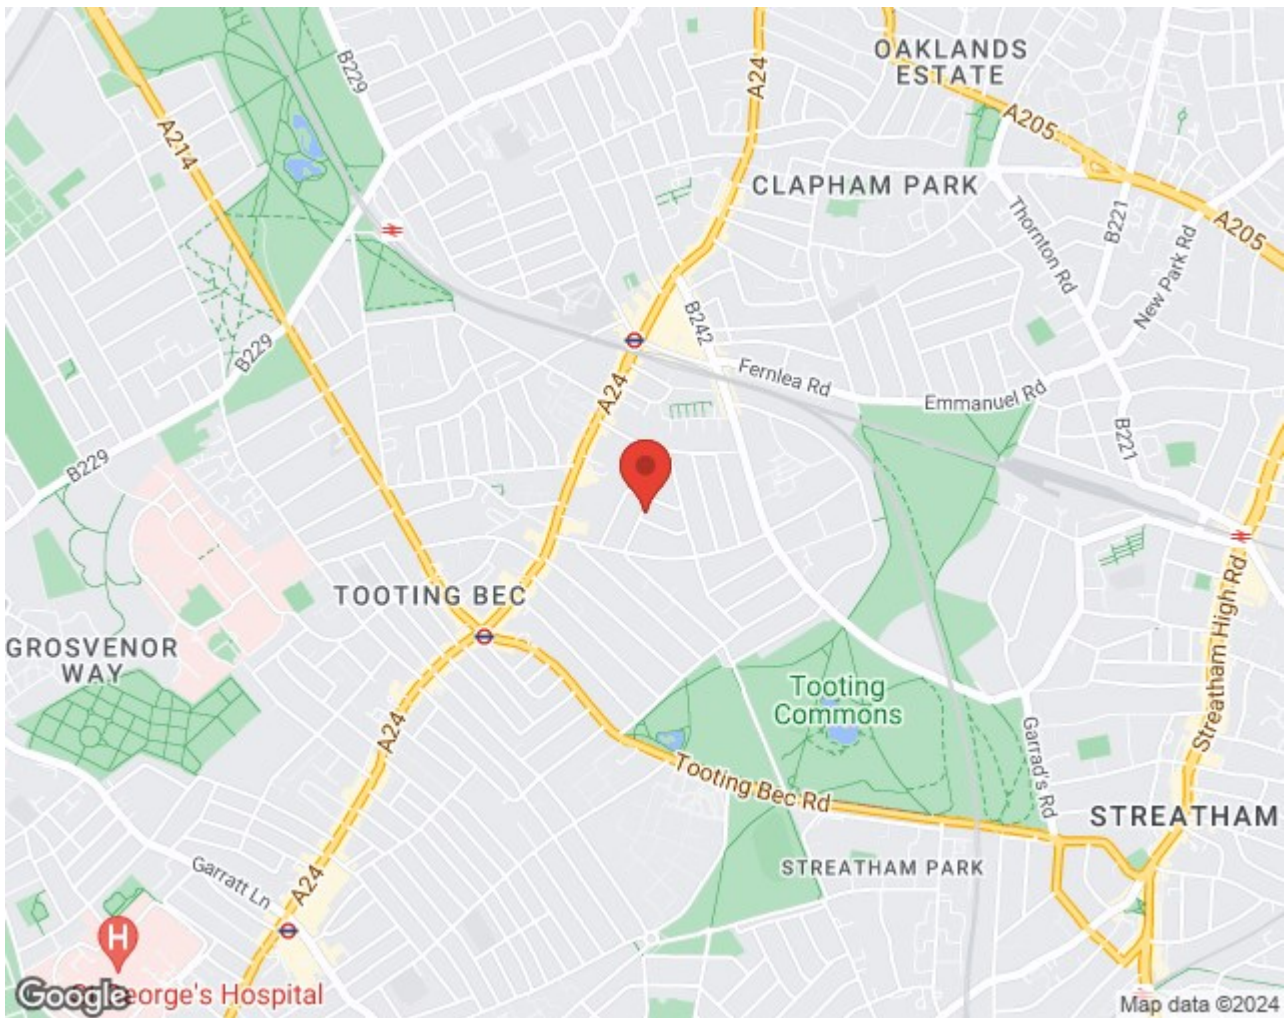 B229
A24
OAKLANDS
ESTATE
A205
A214
CLAPHAM PARK
Thornton Rd
B221
New Park Rd
A205
B242
B229
Fernlea Rd
Emmanuel Rd
A24
B221
B229
TOOTING BEC
GROSVENOR
WAY
Streatham High Rd
Tooting
Commons
A24
Garrad's Rd
Tooting Bec Rd
STREATHAM
STREATHAM PARK
Garratt Ln
A24
H
George's Hospital
Google
Map data ©2024